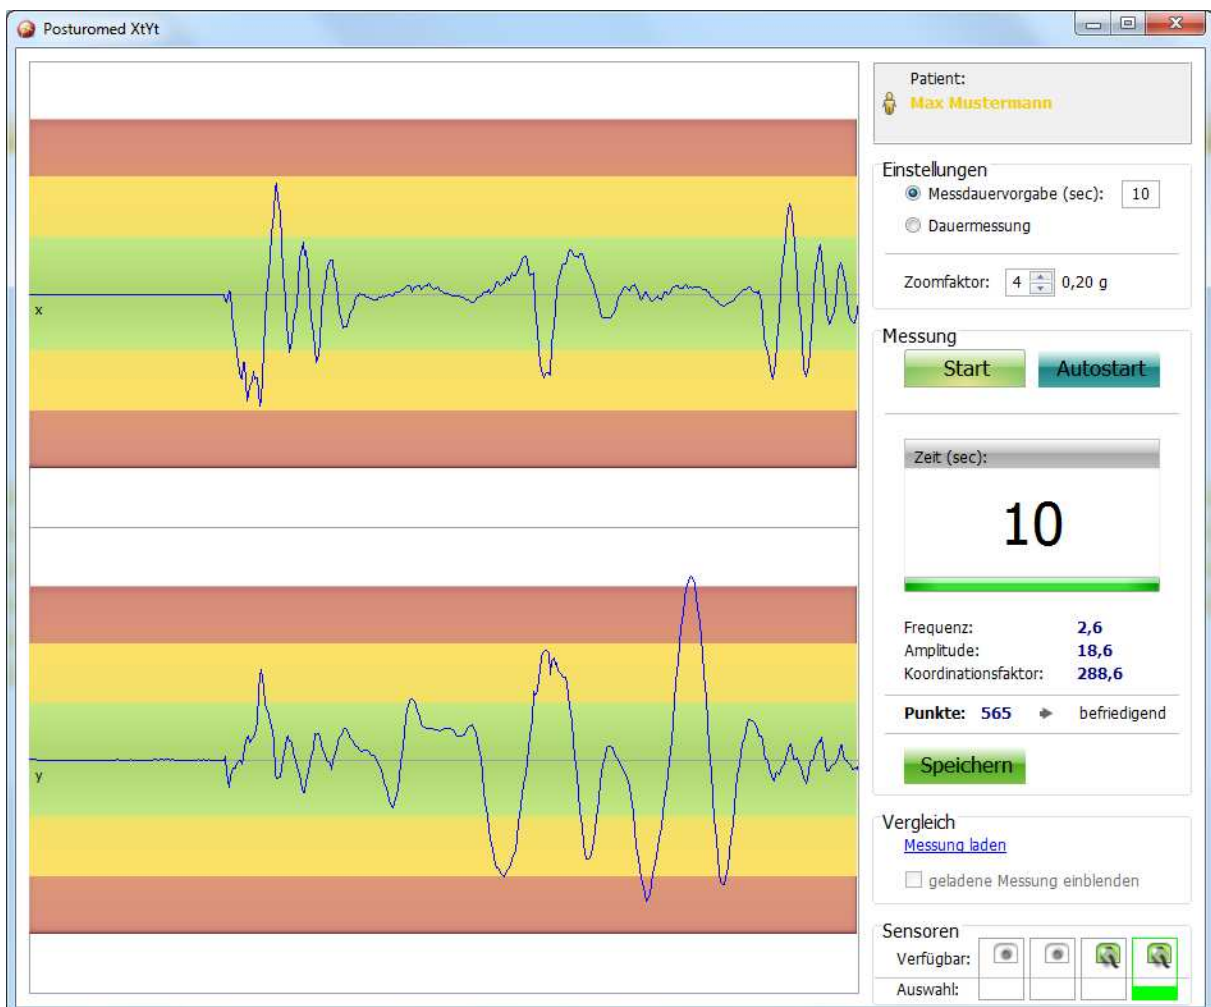 Posturomed XtYt
x
y
Patient:
Max Mustermann
Einstellungen
Messdauervorgabe (sec): 10
Dauermessung
Zoomfaktor: 4 0,20 g
Messung
Start Autostart
Zeit (sec):
10
Frequenz: 2,6
Amplitude: 18,6
Koordinationsfaktor: 288,6
Punkte: 565 befriedigend
Speichern
Vergleich
Messung laden
geladene Messung einblenden
Sensoren
Verfügbar:
Auswahl: